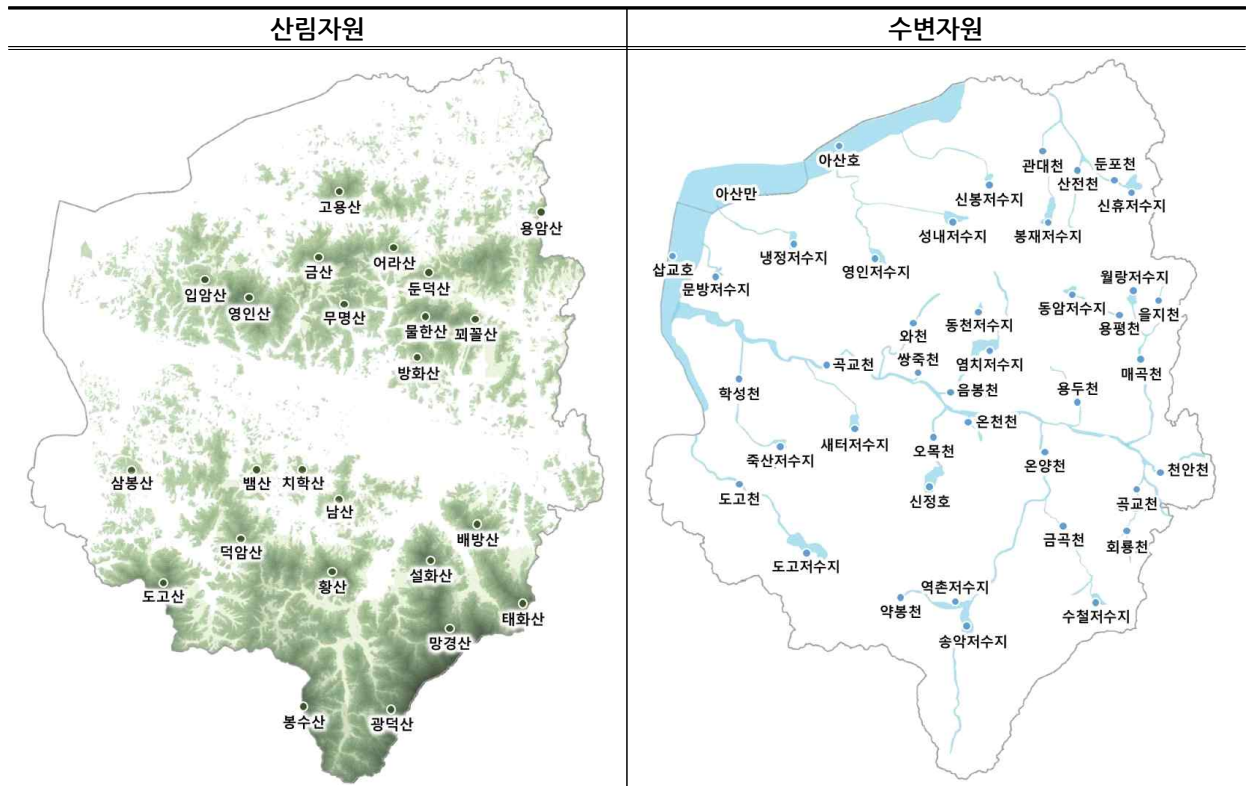 산림자원
수변자원
고용산
용암산
어라산
금산
둔덕산
입암산
영인산
무명산
물한산
꾀꼴산
방화산
삼봉산
뱀산
치학산
남산
배방산
덕암산
설화산
황산
도고산
태화산
망경산
봉수산
광덕산
아산호
관대천
둔포천
산전천
아산만
신봉저수지
신휴저수지
성내저수지
봉재저수지
냉정저수지
영인저수지
삽교호
문방저수지
월랑저수지
동암저수지
을지천
용평천
동천저수지
와천
쌍죽천
염치저수지
곡교천
매곡천
학성천
음봉천
용두천
온천천
새터저수지
오목천
죽산저수지
온양천
천안천
도고천
신정호
곡교천
금곡천
회룡천
도고저수지
역촌저수지
약봉천
수철저수지
송악저수지